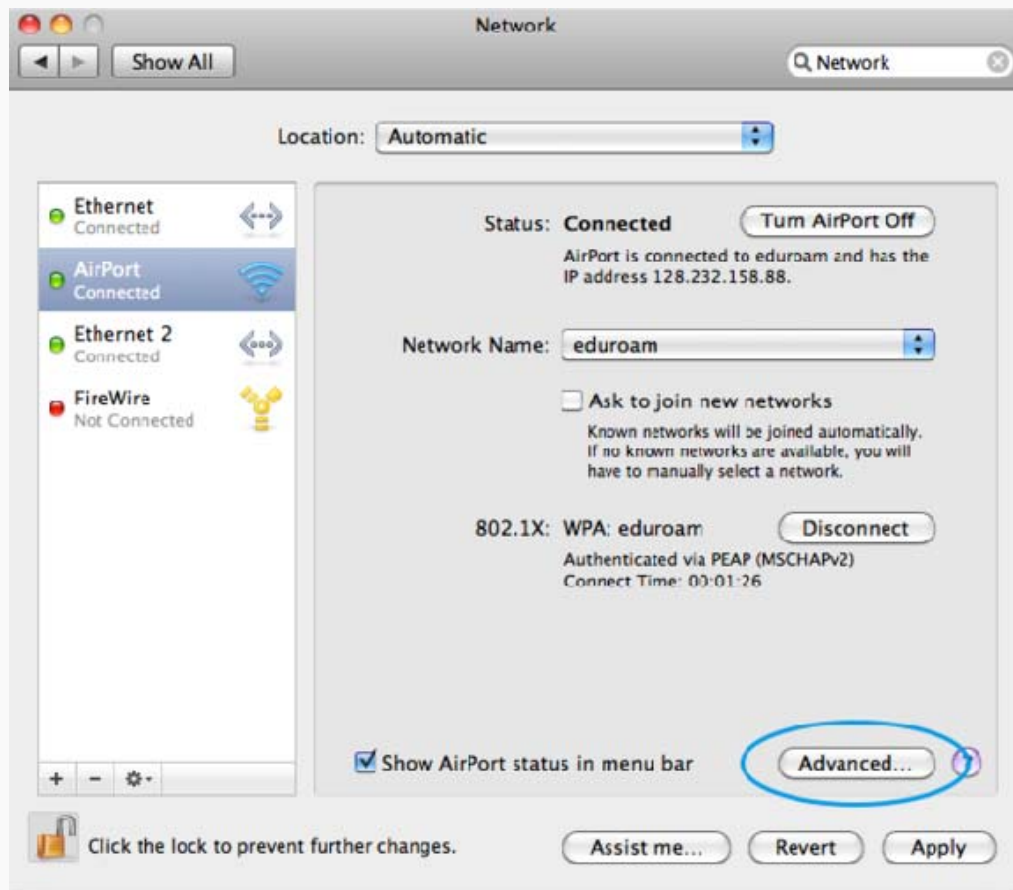 Network
Show All
Network
Location: Automatic
Ethernet
Connected
AirPort
Connected
Ethernet 2
Connected
FireWire
Not Connected
Status: Connected
Turn AirPort Off
AirPort is connected to eduroam and has the
IP address 128.232.158.88.
Network Name: eduroam
Ask to join new networks
Known networks will be joined automatically.
If no known networks are available, you will
have to manually select a network.
802.1X: WPA: eduroam
Disconnect
Authenticated via PEAP (MSCHAPv2)
Connect Time: 00:01:26
Show AirPort status in menu bar
Advanced...
?
+ -
Click the lock to prevent further changes.
Assist me...
Revert
Apply